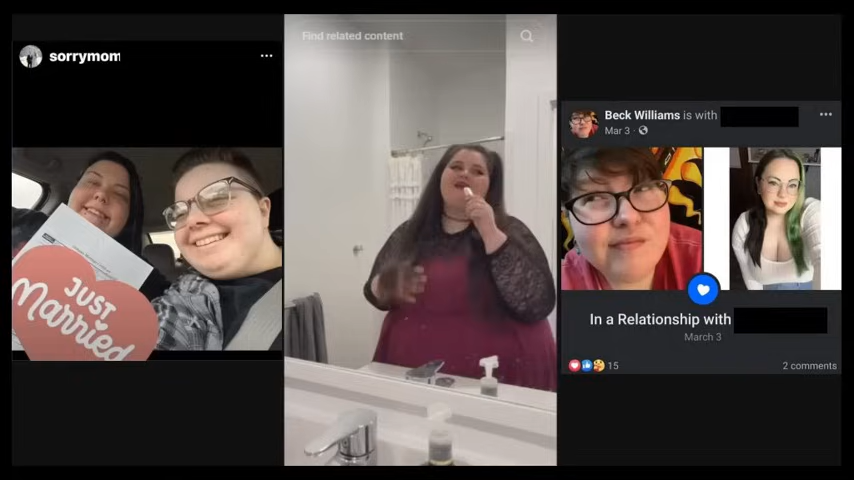 sorrymom
JUST
Married
Find related content
Beck Williams is with
Mar 3
In a Relationship with
March 3
15
2 comments